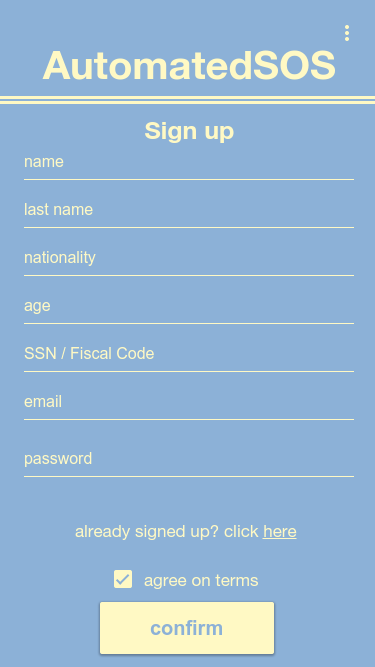 AutomatedSOS
Sign up
name
last name
nationality
age
SSN / Fiscal Code
email
password
already signed up? click here
agree on terms
confirm